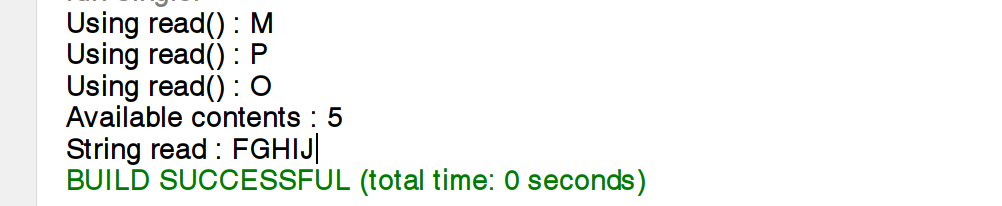 Using read() : M
Using read() : P
Using read() : O
Available contents : 5
String read : FGHIJ
BUILD SUCCESSFUL (total time: 0 seconds)